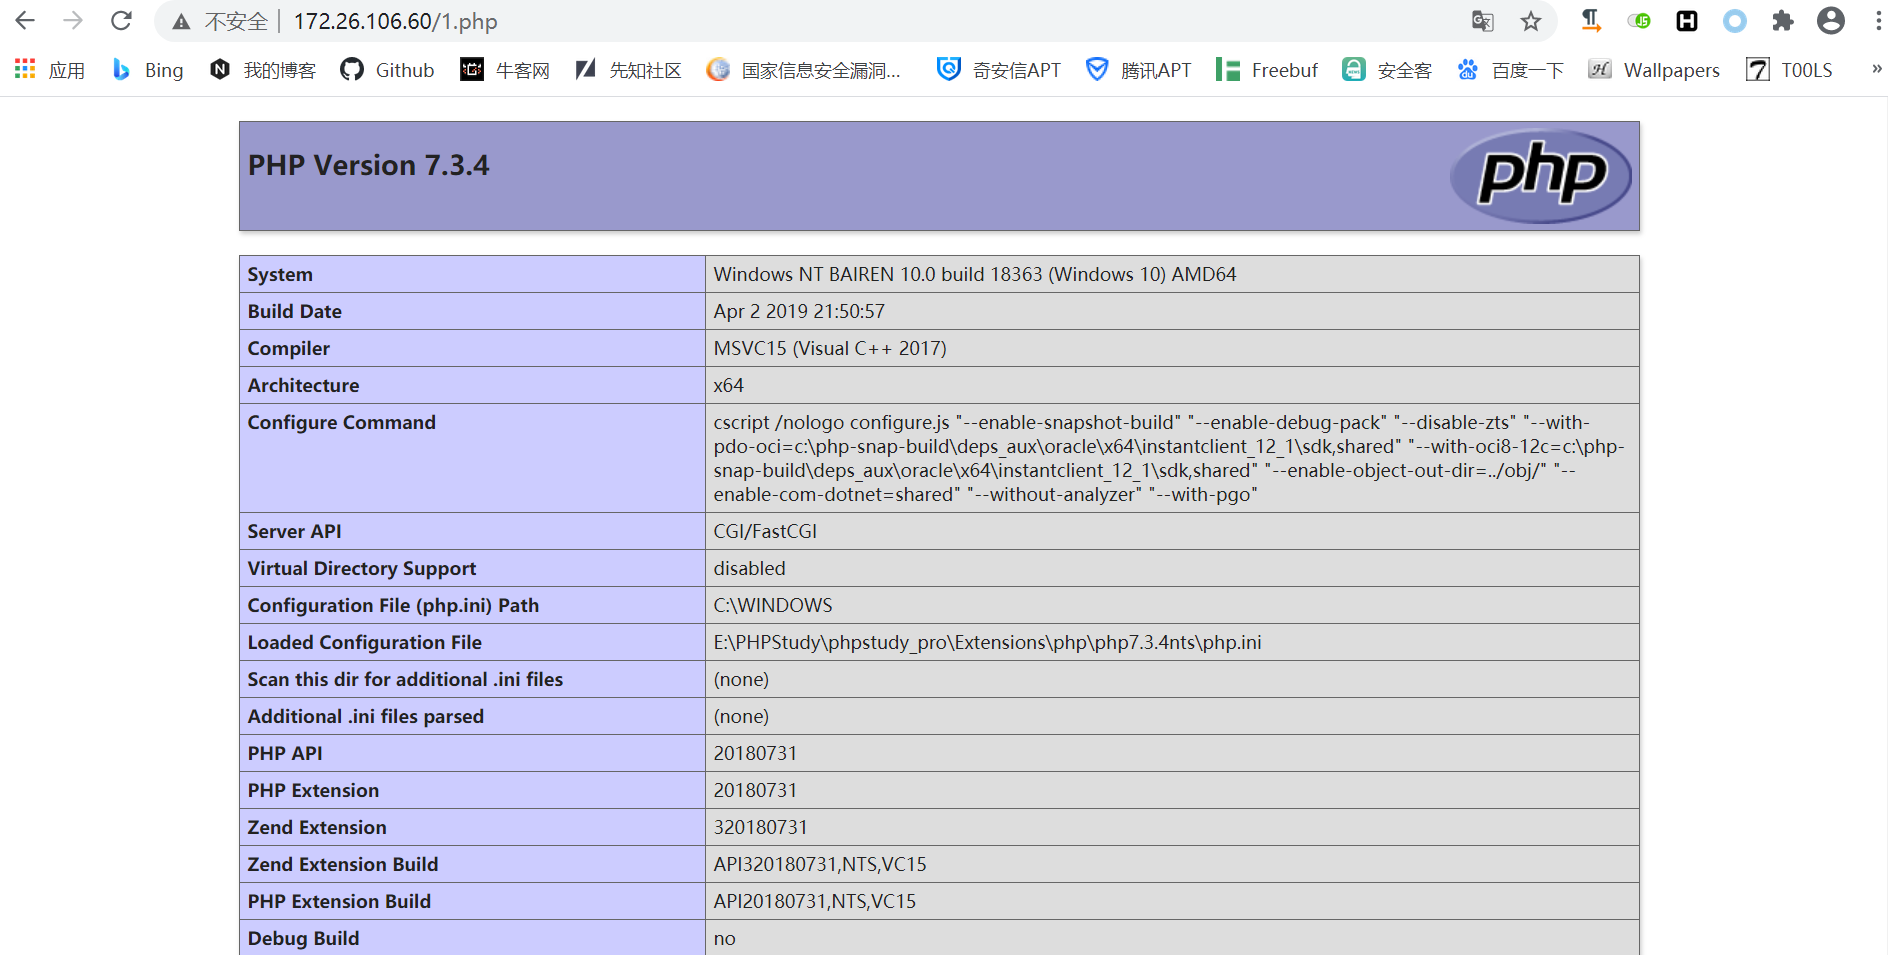 不安全 172.26.106.60/1.php
应用 Bing 我的博客 Github 牛客网 先知社区 国家信息安全漏洞... 奇安信APT 腾讯APT Freebuf 安全客 百度一下 Wallpapers T00LS »
PHP Version 7.3.4
php
System Windows NT BAIREN 10.0 build 18363 (Windows 10) AMD64
Build Date Apr 2 2019 21:50:57
Compiler MSVC15 (Visual C++ 2017)
Architecture x64
Configure Command cscript /nologo configure.js "--enable-snapshot-build" "--enable-debug-pack" "--disable-zts" "--with-
pdo-oci=c:\php-snap-build\deps_aux\oracle\x64\instantclient_12_1\sdk,shared" "--with-oci8-12c=c:\php-
snap-build\deps_aux\oracle\x64\instantclient_12_1\sdk,shared" "--enable-object-out-dir=../obj/" "--
enable-com-dotnet=shared" "--without-analyzer" "--with-pgo"
Server API CGI/FastCGI
Virtual Directory Support disabled
Configuration File (php.ini) Path C:\WINDOWS
Loaded Configuration File E:\PHPStudy\phpstudy_pro\Extensions\php\php7.3.4nts\php.ini
Scan this dir for additional .ini files (none)
Additional .ini files parsed (none)
PHP API 20180731
PHP Extension 20180731
Zend Extension 320180731
Zend Extension Build API320180731,NTS,VC15
PHP Extension Build API20180731,NTS,VC15
Debug Build no